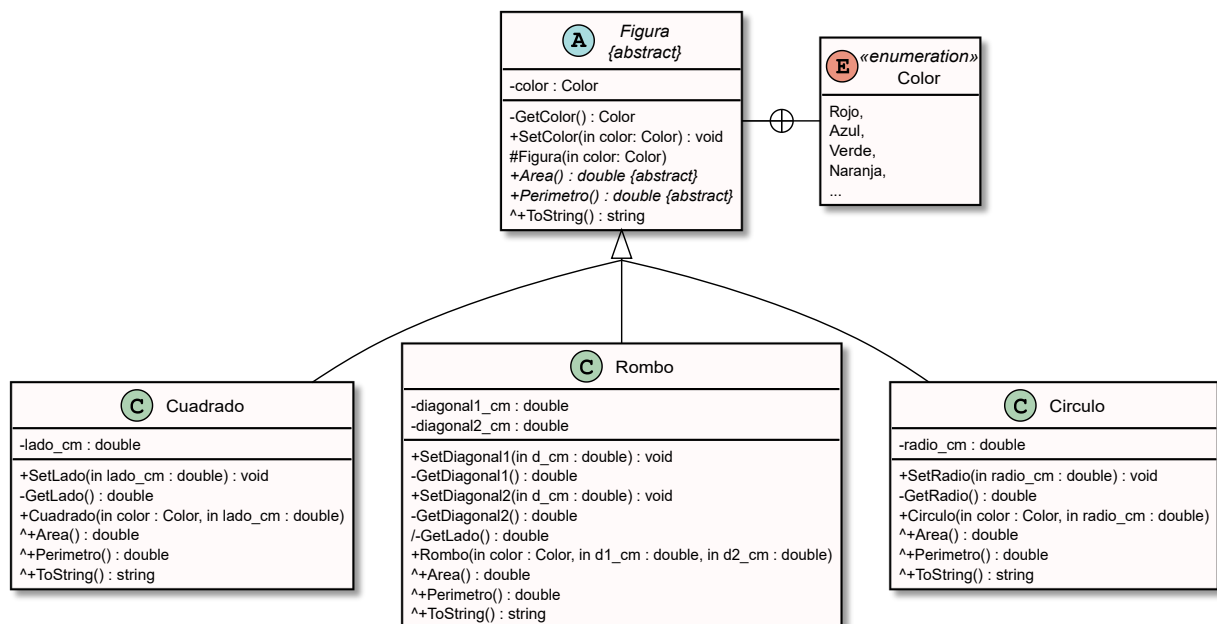 A
Figura
{abstract}
-color : Color
-GetColor() : Color
+SetColor(in color: Color) : void
#Figura(in color: Color)
+Area() : double {abstract}
+Perimetro() : double {abstract}
^+ToString() : string
E
«enumeration»
Color
Rojo,
Azul,
Verde,
Naranja,
...
C Cuadrado
-lado_cm : double
+SetLado(in lado_cm : double) : void
-GetLado() : double
+Cuadrado(in color : Color, in lado_cm : double)
^+Area() : double
^+Perimetro() : double
^+ToString() : string
C Rombo
-diagonal1_cm : double
-diagonal2_cm : double
+SetDiagonal1(in d_cm : double) : void
-GetDiagonal1() : double
+SetDiagonal2(in d_cm : double) : void
-GetDiagonal2() : double
/-GetLado() : double
+Rombo(in color : Color, in d1_cm : double, in d2_cm : double)
^+Area() : double
^+Perimetro() : double
^+ToString() : string
C Circulo
-radio_cm : double
+SetRadio(in radio_cm : double) : void
-GetRadio() : double
+Circulo(in color : Color, in radio_cm : double)
^+Area() : double
^+Perimetro() : double
^+ToString() : string